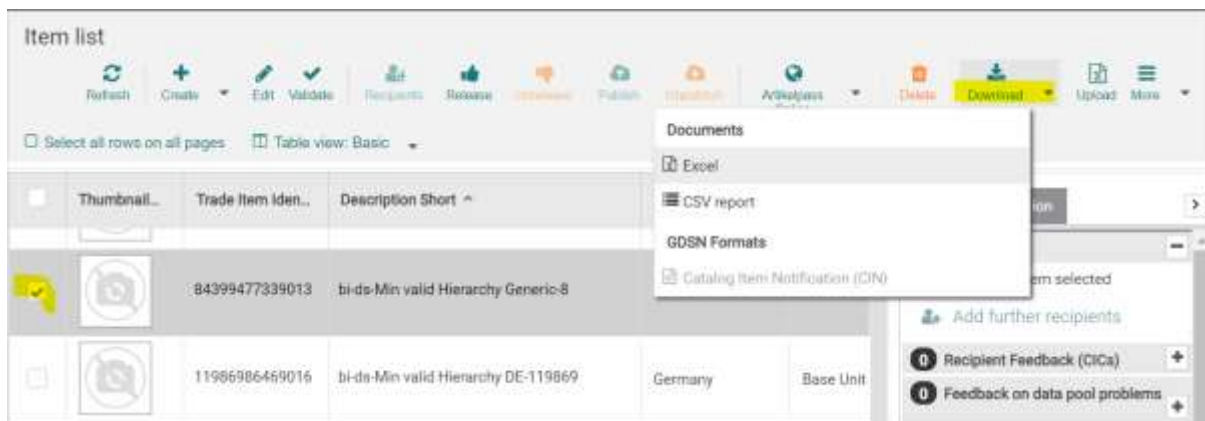 Item list
Refresh Create Edit Validate Recipients Release Publish Delete Download Upload More
Select all rows on all pages Table view: Basic
Documents
Excel
CSV report
GDSN Formats
Catalog Item Notification (CIN)
Thumbnail... Trade Item Iden... Description Short
84399477339013 bi-ds-Min valid Hierarchy Generic-8
11986986469016 bi-ds-Min valid Hierarchy DE-119869 Germany Base Unit
em selected
Add further recipients
0 Recipient Feedback (CICs)
0 Feedback on data pool problems